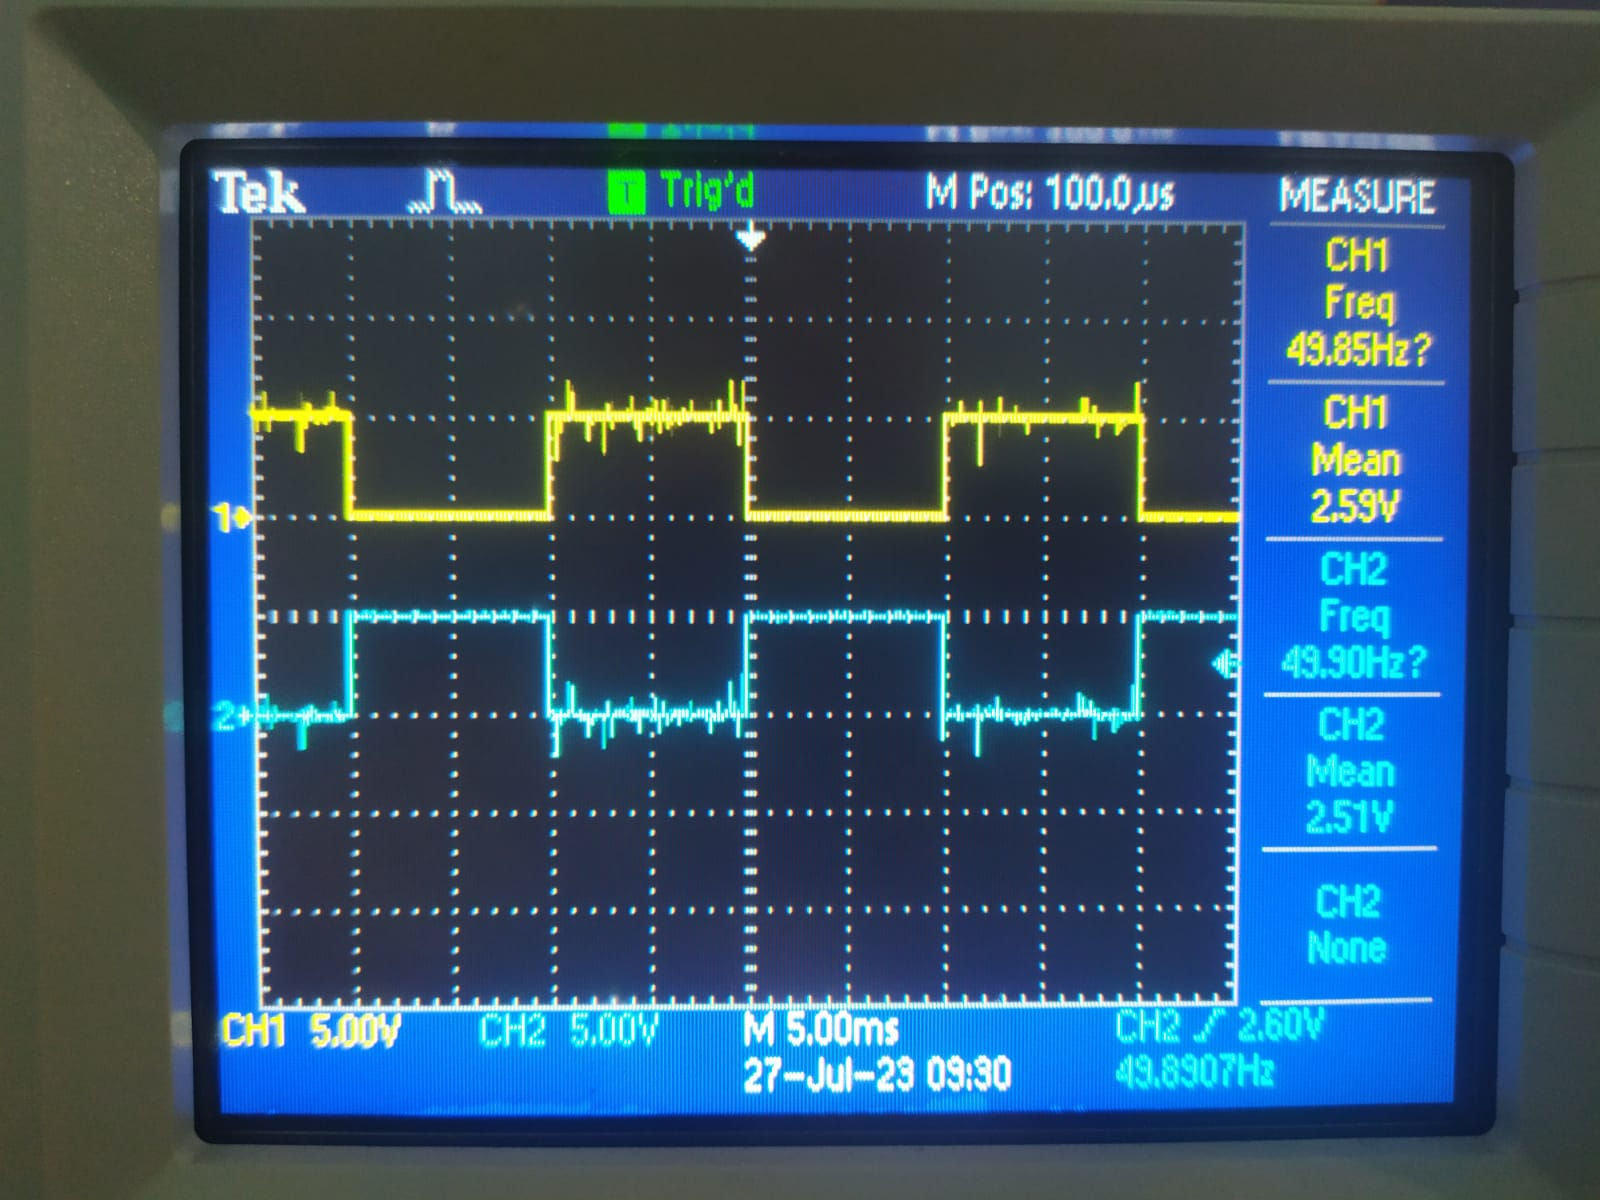 Tek T Trig'd M Pos: 100.0µs MEASURE
CH1
Freq
49.85Hz?
CH1
Mean
2.59V
1
CH2
Freq
49.90Hz?
2
CH2
Mean
2.51V
CH2
None
CH1 5.00V CH2 5.00V M 5.00ms CH2 2.60V
27-Jul-23 09:30 49.8907Hz